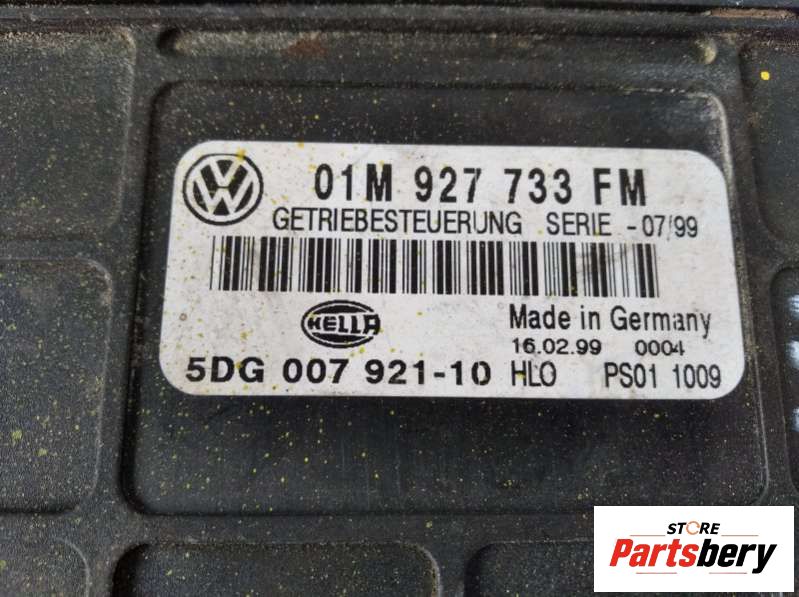 01M 927 733 FM
GETRIEBESTEUERUNG SERIE - 07/99
HELLA
Made in Germany
16.02.99 0004
5DG 007 921-10 HLO PS01 1009
STORE
Partsbery